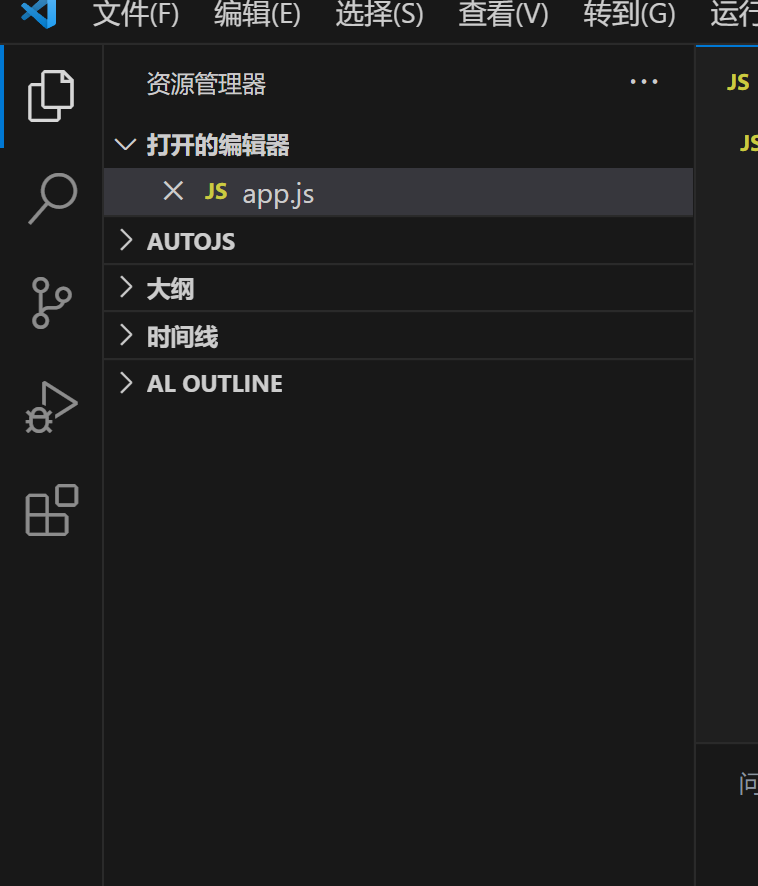 文件(F) 编辑(E) 选择(S) 查看(V) 转到(G) 运行
资源管理器 ···
JS
打开的编辑器
JS app.js
JS
AUTOJS
大纲
时间线
AL OUTLINE
问